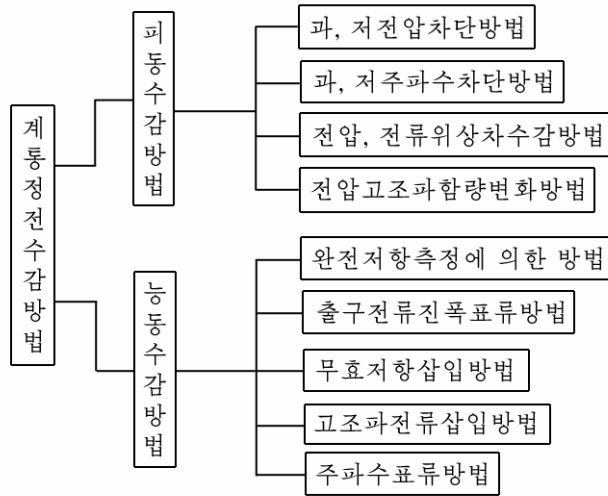 계통정전수감방법
피동수감방법
과, 저전압차단방법
과, 저주파수차단방법
전압, 전류위상차수감방법
전압고조파함량변화방법
능동수감방법
완전저항측정에 의한 방법
출구전류진폭표류방법
무효저항삽입방법
고조파전류삽입방법
주파수표류방법